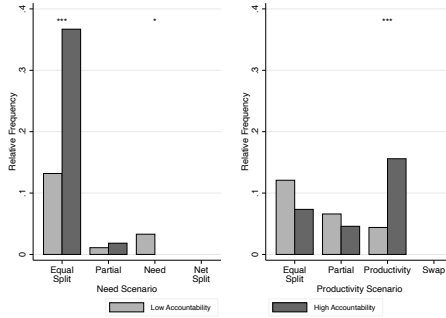 .4
.3
.2
.1
0
Relative Frequency
*** *
Equal Split
Partial
Need
Net Split
Need Scenario
.4
.3
.2
.1
0
Relative Frequency
***
Equal Split
Partial
Productivity
Swap
Productivity Scenario
Low Accountability
High Accountability